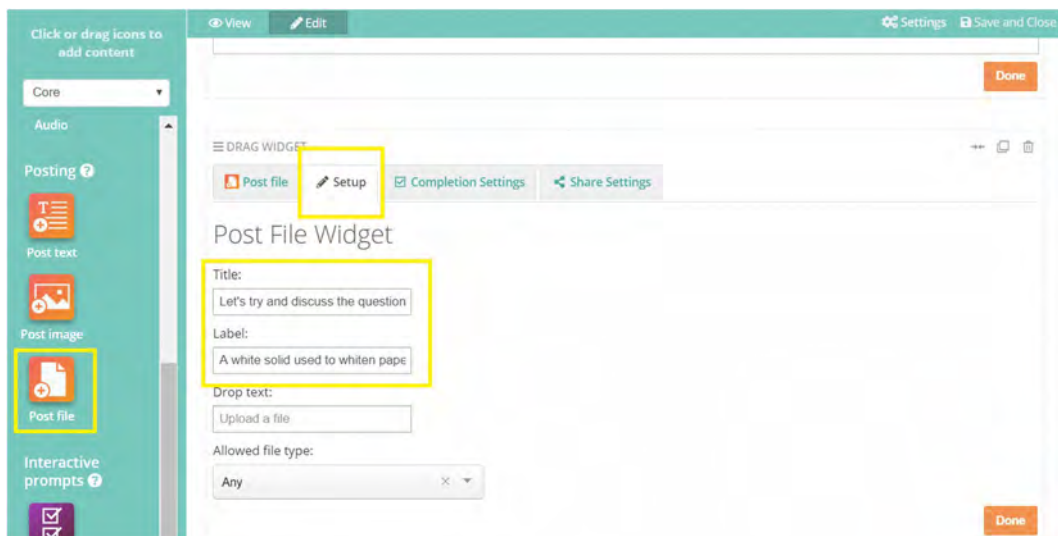 Click or drag icons to
add content
Core
Audio
Posting
Post text
Post image
Post file
Interactive
prompts
View
Edit
Settings
Save and Close
Done
DRAG WIDGET
Post file
Setup
Completion Settings
Share Settings
Post File Widget
Title:
Let's try and discuss the question
Label:
A white solid used to whiten pape
Drop text:
Upload a file
Allowed file type:
Any
Done